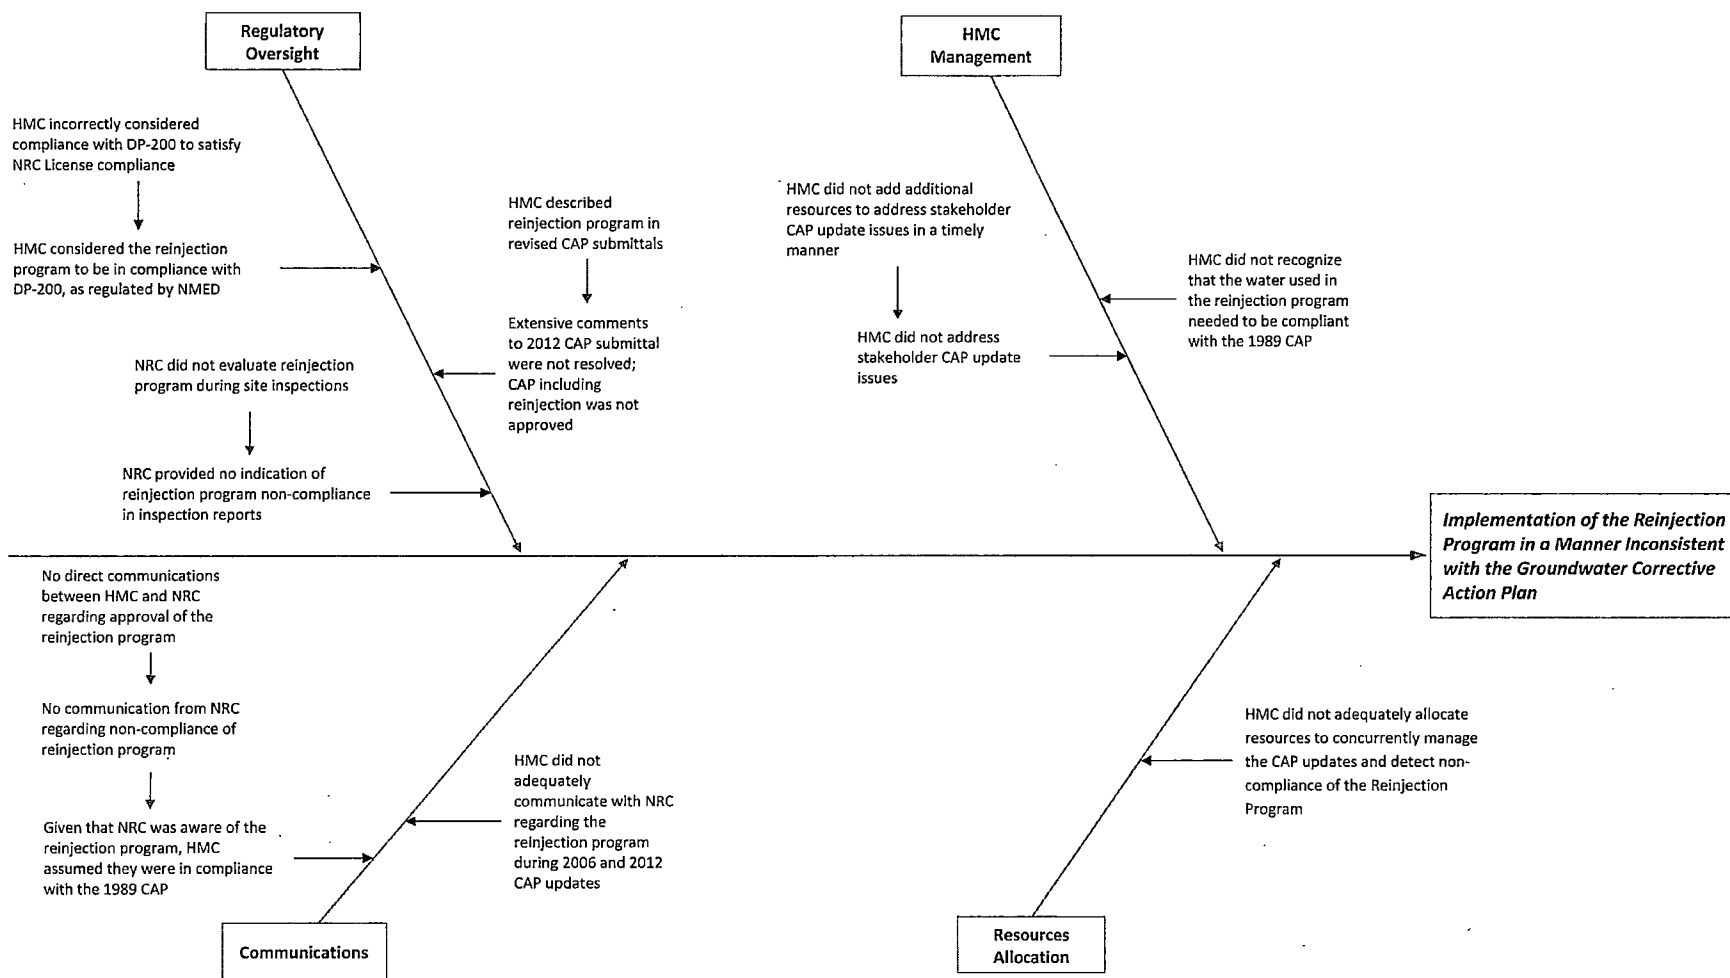 Regulatory
Oversight
HMC
Management
HMC incorrectly considered
compliance with DP-200 to satisfy
NRC License compliance
HMC considered the reinjection
program to be in compliance with
DP-200, as regulated by NMED
HMC described
reinjection program in
revised CAP submittals
Extensive comments
to 2012 CAP submittal
were not resolved;
CAP including
reinjection was not
approved
NRC did not evaluate reinjection
program during site inspections
NRC provided no indication of
reinjection program non-compliance
in inspection reports
HMC did not add additional
resources to address stakeholder
CAP update issues in a timely
manner
HMC did not address
stakeholder CAP update
issues
HMC did not recognize
that the water used in
the reinjection program
needed to be compliant
with the 1989 CAP
Implementation of the Reinjection
Program in a Manner Inconsistent
with the Groundwater Corrective
Action Plan
No direct communications
between HMC and NRC
regarding approval of the
reinjection program
No communication from NRC
regarding non-compliance of
reinjection program
Given that NRC was aware of the
reinjection program, HMC
assumed they were in compliance
with the 1989 CAP
HMC did not
adequately
communicate with NRC
regarding the
reinjection program
during 2006 and 2012
CAP updates
HMC did not adequately allocate
resources to concurrently manage
the CAP updates and detect non-
compliance of the Reinjection
Program
Communications
Resources
Allocation